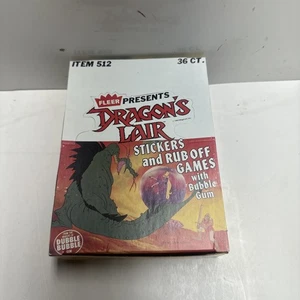 ITEM 512
36 CT.
FLEER PRESENTS
DRAGON'S
LAIR
STICKERS
and RUB OFF
GAMES
with
Bubble
Gum
DUBBLE
BUBBLE